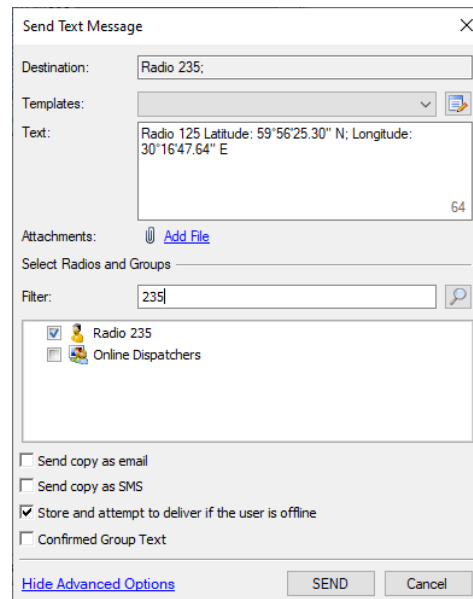 Send Text Message
Destination: Radio 235;
Templates:
Text: Radio 125 Latitude: 59°56'25.30" N; Longitude:
30°16'47.64" E
64
Attachments: Add File
Select Radios and Groups
Filter: 235
Radio 235
Online Dispatchers
Send copy as email
Send copy as SMS
Store and attempt to deliver if the user is offline
Confirmed Group Text
Hide Advanced Options SEND Cancel